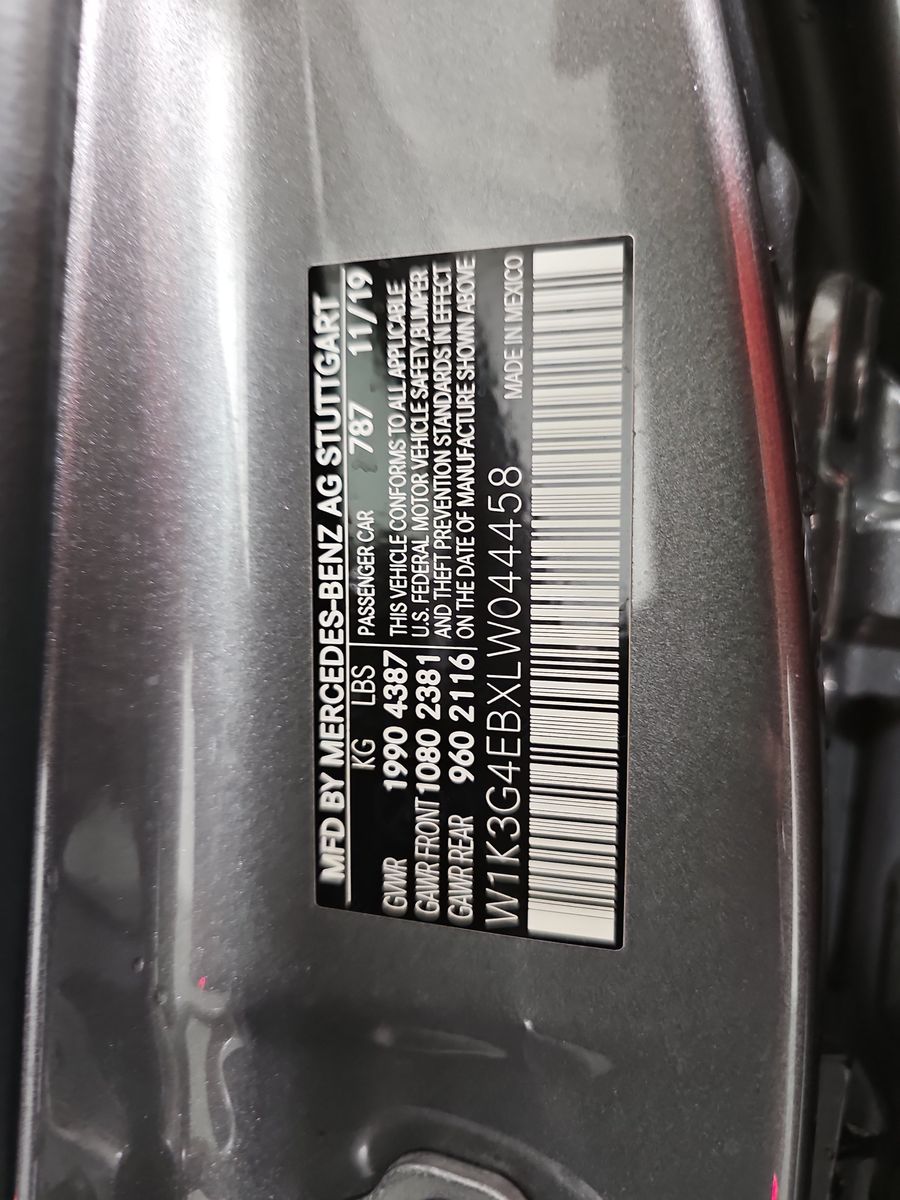 MFD BY MERCEDES-BENZ AG STUTTGART
KG LBS PASSENGER CAR 787 11/19
GVWR 1990 4387 THIS VEHICLE CONFORMS TO ALL APPLICABLE
GAWR FRONT 1080 2381 U.S. FEDERAL MOTOR VEHICLE SAFETY, BUMPER
GAWR REAR 960 2116 AND THEFT PREVENTION STANDARDS IN EFFECT
ON THE DATE OF MANUFACTURE SHOWN ABOVE
W1K3G4EBXLW044458 MADE IN MEXICO